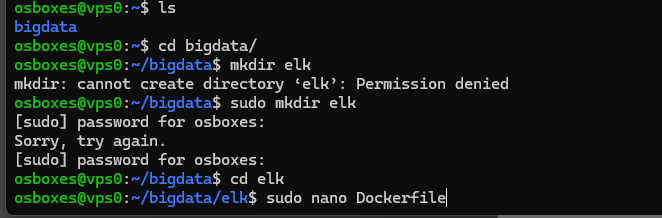 osboxes@vps0:~$ ls
bigdata
osboxes@vps0:~$ cd bigdata/
osboxes@vps0:~/bigdata$ mkdir elk
mkdir: cannot create directory ‘elk’: Permission denied
osboxes@vps0:~/bigdata$ sudo mkdir elk
[sudo] password for osboxes:
Sorry, try again.
[sudo] password for osboxes:
osboxes@vps0:~/bigdata$ cd elk
osboxes@vps0:~/bigdata/elk$ sudo nano Dockerfile